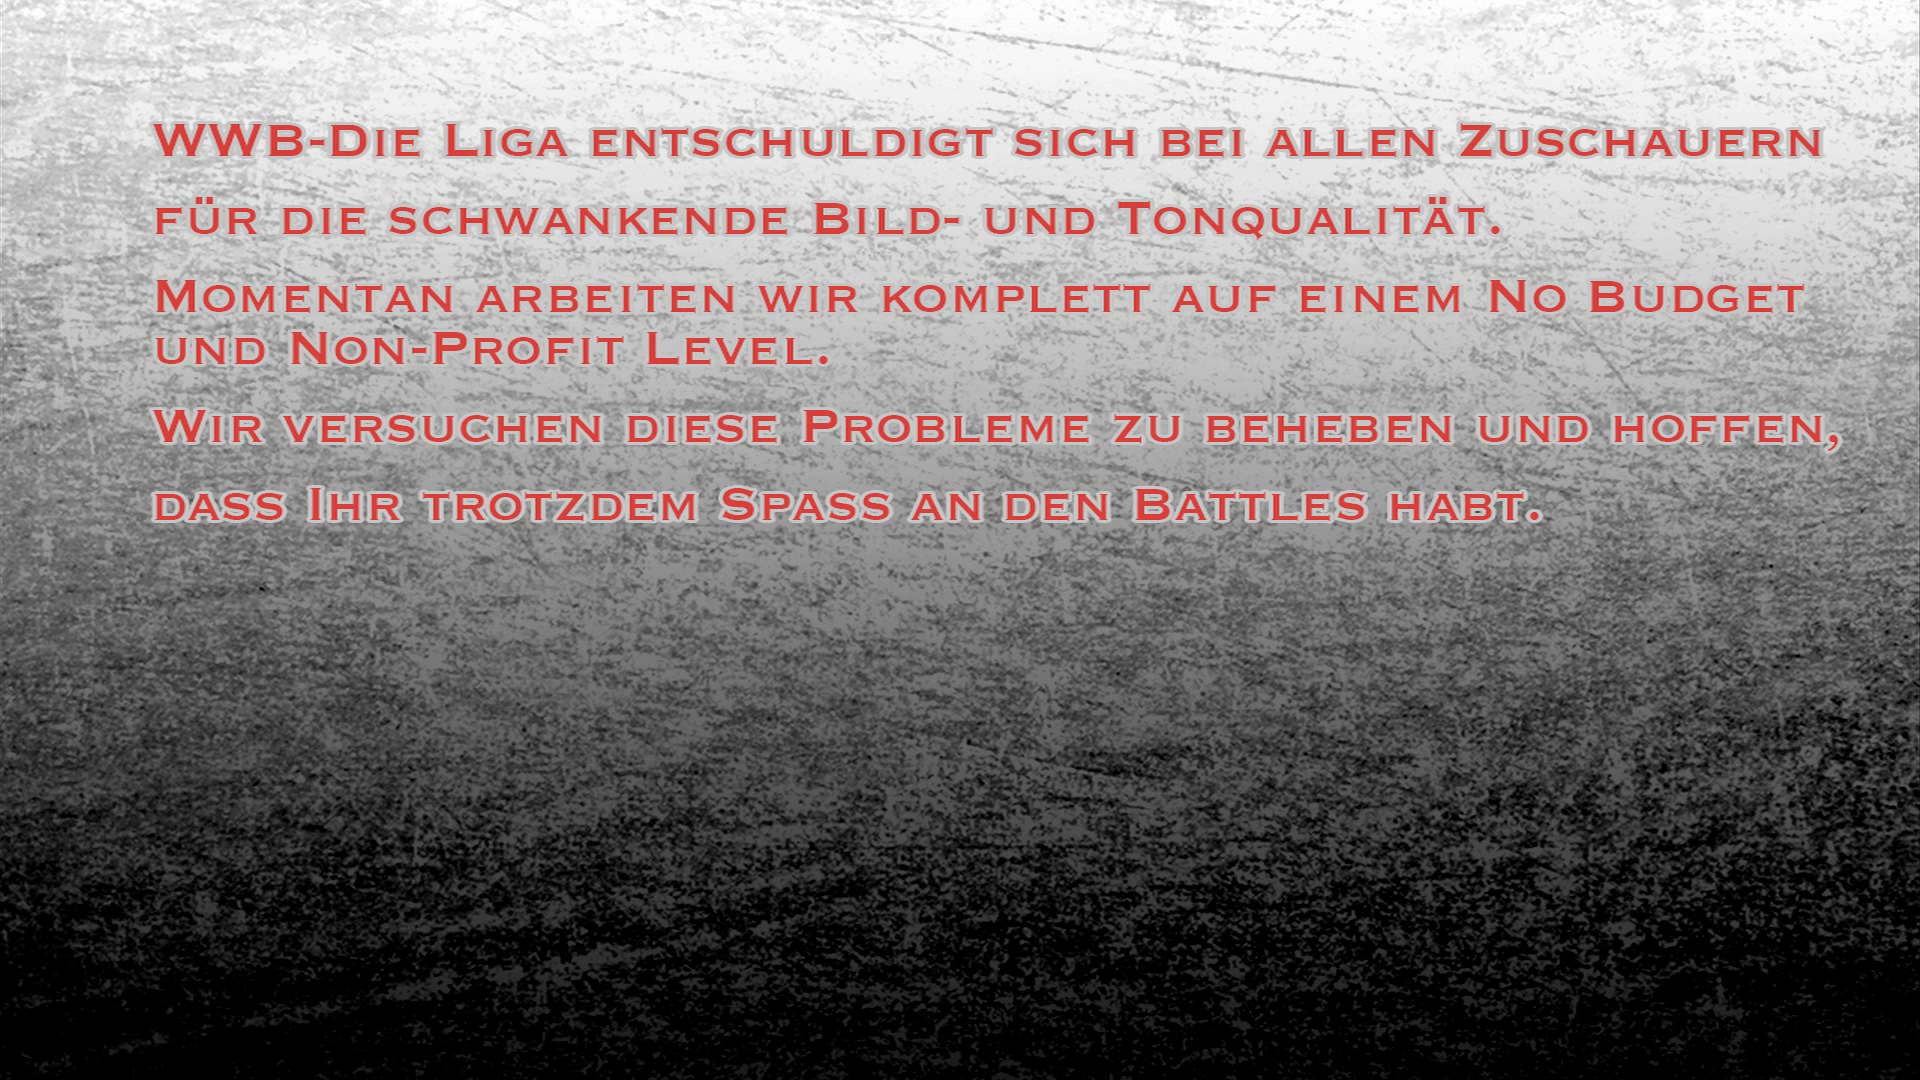 WWB-Die Liga entschuldigt sich bei allen Zuschauern
für die schwankende Bild- und Tonqualität.
Momentan arbeiten wir komplett auf einem No Budget
und Non-Profit Level.
Wir versuchen diese Probleme zu beheben und hoffen,
dass Ihr trotzdem Spass an den Battles habt.